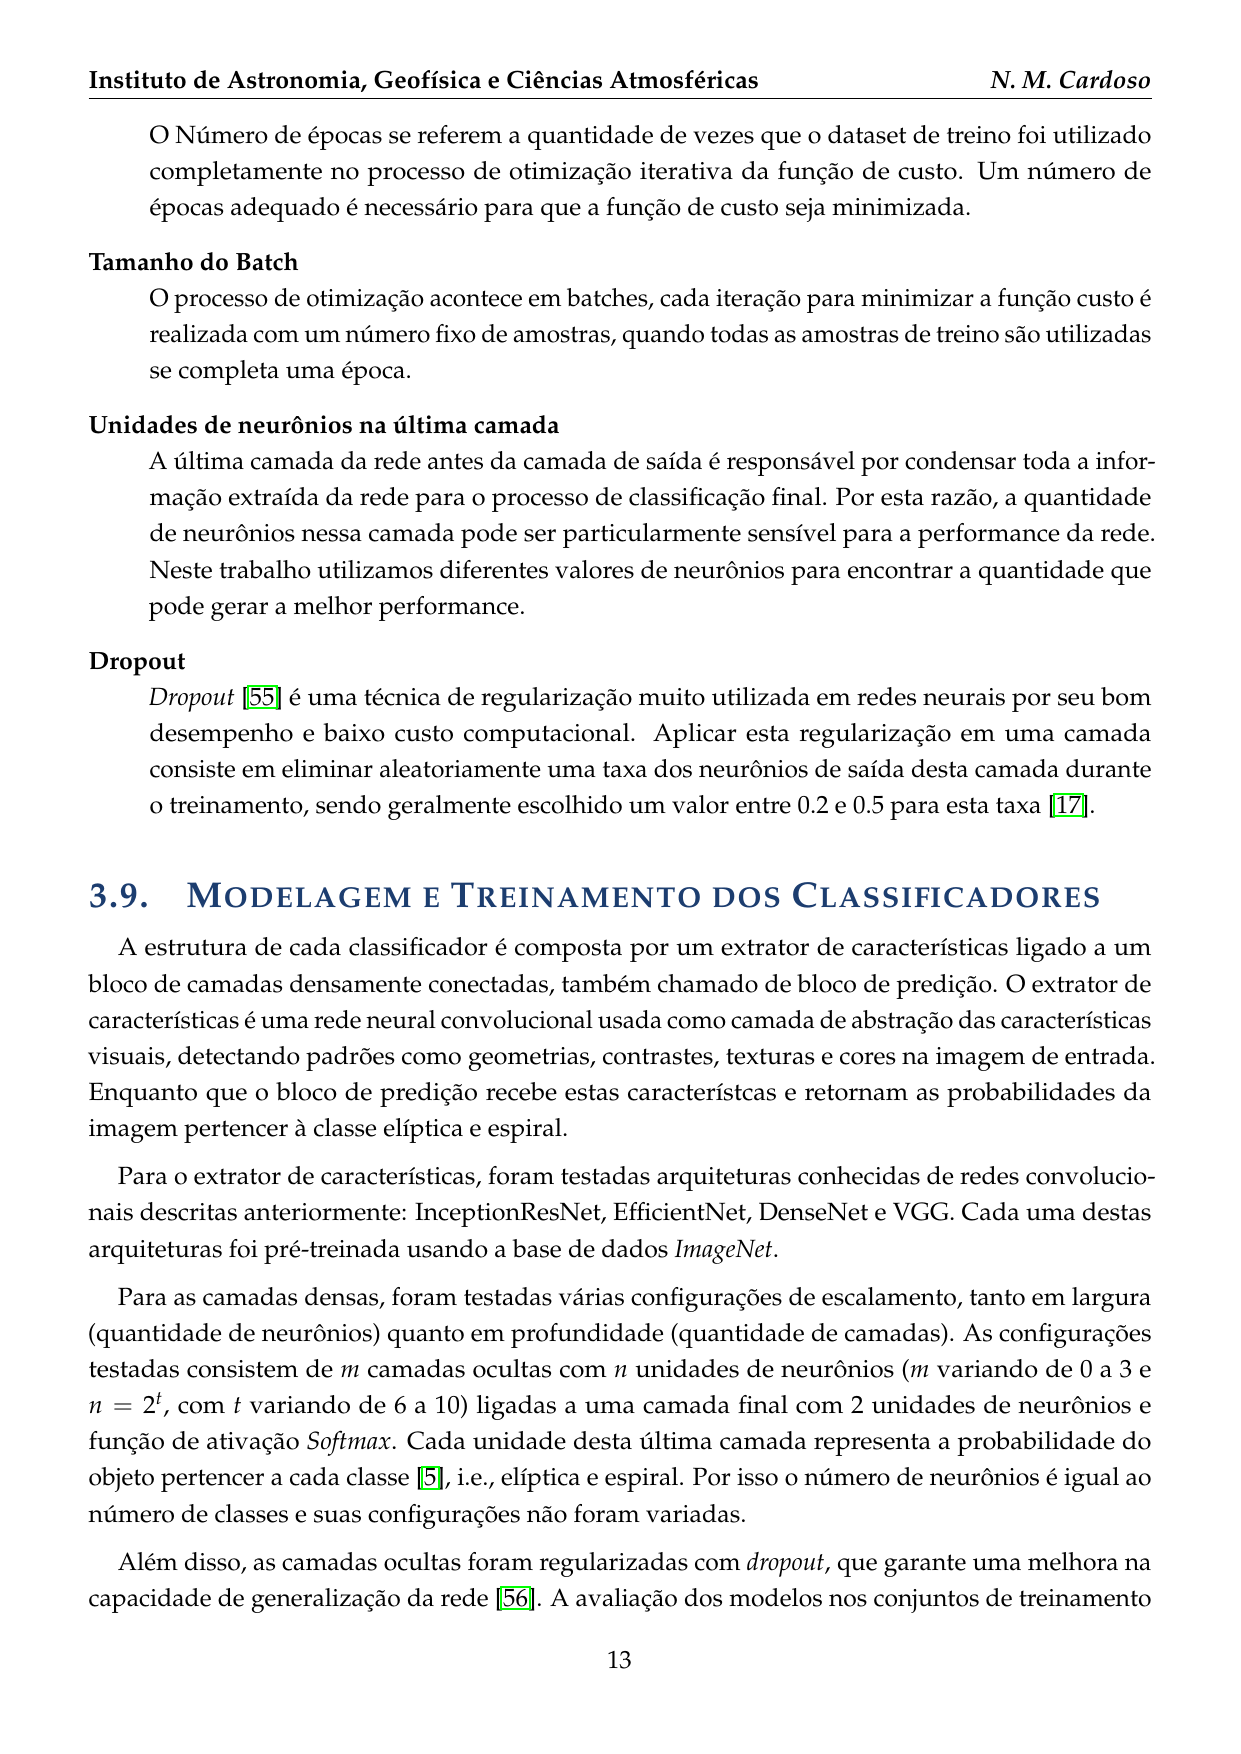 Instituto de Astronomia, Geofísica e Ciências Atmosféricas N. M. Cardoso
O Número de épocas se referem a quantidade de vezes que o dataset de treino foi utilizado
completamente no processo de otimização iterativa da função de custo. Um número de
épocas adequado é necessário para que a função de custo seja minimizada.
Tamanho do Batch
O processo de otimização acontece em batches, cada iteração para minimizar a função custo é
realizada com um número fixo de amostras, quando todas as amostras de treino são utilizadas
se completa uma época.
Unidades de neurônios na última camada
A última camada da rede antes da camada de saída é responsável por condensar toda a infor-
mação extraída da rede para o processo de classificação final. Por esta razão, a quantidade
de neurônios nessa camada pode ser particularmente sensível para a performance da rede.
Neste trabalho utilizamos diferentes valores de neurônios para encontrar a quantidade que
pode gerar a melhor performance.
Dropout
Dropout [55] é uma técnica de regularização muito utilizada em redes neurais por seu bom
desempenho e baixo custo computacional. Aplicar esta regularização em uma camada
consiste em eliminar aleatoriamente uma taxa dos neurônios de saída desta camada durante
o treinamento, sendo geralmente escolhido um valor entre 0.2 e 0.5 para esta taxa [17].
3.9. MODELAGEM E TREINAMENTO DOS CLASSIFICADORES
A estrutura de cada classificador é composta por um extrator de características ligado a um
bloco de camadas densamente conectadas, também chamado de bloco de predição. O extrator de
características é uma rede neural convolucional usada como camada de abstração das características
visuais, detectando padrões como geometrias, contrastes, texturas e cores na imagem de entrada.
Enquanto que o bloco de predição recebe estas característcas e retornam as probabilidades da
imagem pertencer à classe elíptica e espiral.
Para o extrator de características, foram testadas arquiteturas conhecidas de redes convolucio-
nais descritas anteriormente: InceptionResNet, EfficientNet, DenseNet e VGG. Cada uma destas
arquiteturas foi pré-treinada usando a base de dados ImageNet.
Para as camadas densas, foram testadas várias configurações de escalamento, tanto em largura
(quantidade de neurônios) quanto em profundidade (quantidade de camadas). As configurações
testadas consistem de m camadas ocultas com n unidades de neurônios (m variando de 0 a 3 e
n = 2^t, com t variando de 6 a 10) ligadas a uma camada final com 2 unidades de neurônios e
função de ativação Softmax. Cada unidade desta última camada representa a probabilidade do
objeto pertencer a cada classe [5], i.e., elíptica e espiral. Por isso o número de neurônios é igual ao
número de classes e suas configurações não foram variadas.
Além disso, as camadas ocultas foram regularizadas com dropout, que garante uma melhora na
capacidade de generalização da rede [56]. A avaliação dos modelos nos conjuntos de treinamento
13